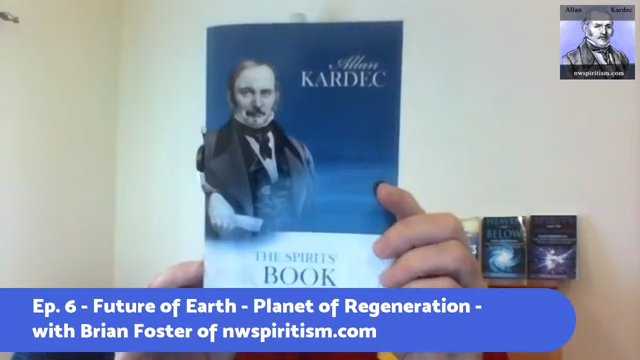 Allan Kardec
nwspiritism.com
Allan
KARDEC
THE SPIRITS'
BOOK
HEAVEN
BELOW
Ep. 6 - Future of Earth - Planet of Regeneration -
with Brian Foster of nwspiritism.com